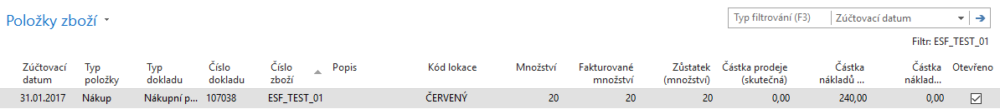 Položky zboží
Typ filtrování (F3) Zúčtovací datum
Filtr: ESF_TEST_01
Zúčtovací datum Typ položky Typ dokladu Číslo dokladu Číslo zboží Popis Kód lokace Množství Fakturované množství Zůstatek (množství) Částka prodeje (skutečná) Částka nákladů ... Částka náklad... Otevřeno
31.01.2017 Nákup Nákupní p... 107038 ESF_TEST_01 ČERVENÝ 20 20 20 0,00 240,00 0,00